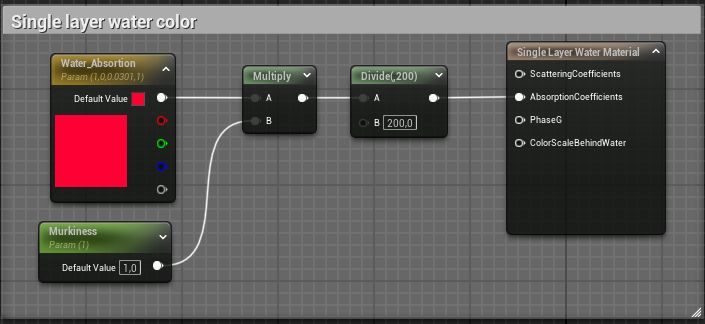 Single layer water color
Water_Absortion
Param (1,0,0.0301,1)
Default Value
Murkiness
Param (1)
Default Value 1,0
Multiply
A
B
Divide(,200)
A
B 200,0
Single Layer Water Material
ScatteringCoefficients
AbsorptionCoefficients
PhaseG
ColorScaleBehindWater